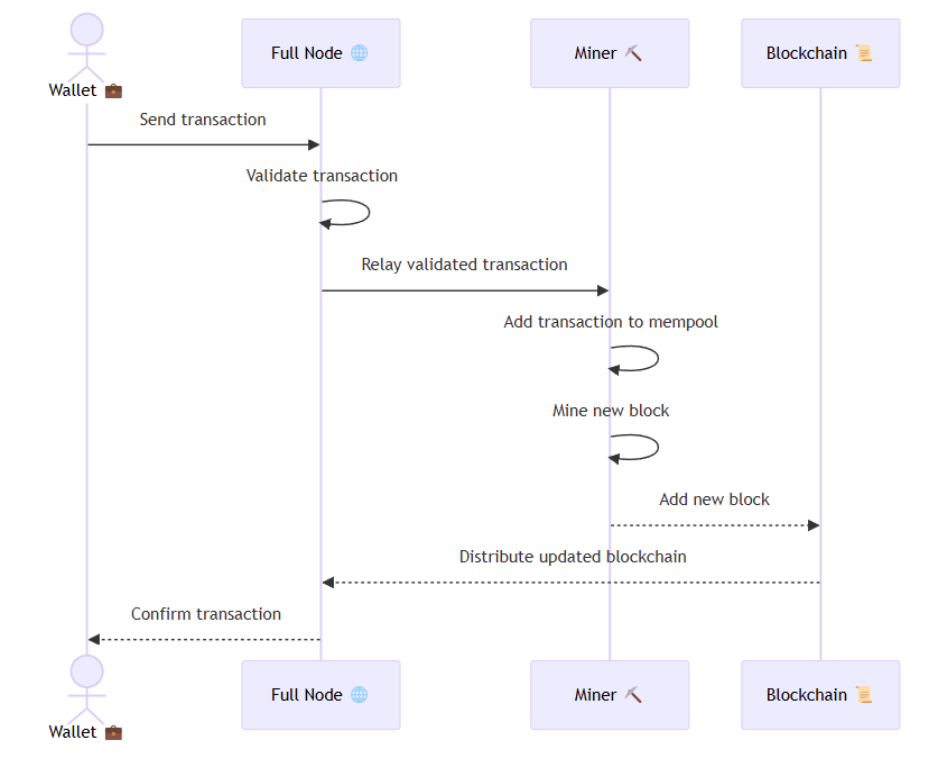 Full Node 🌐
Miner ⛏️
Blockchain 📜
Wallet 💼
Send transaction
Validate transaction
Relay validated transaction
Add transaction to mempool
Mine new block
Add new block
Distribute updated blockchain
Confirm transaction
Full Node 🌐
Miner ⛏️
Blockchain 📜
Wallet 💼